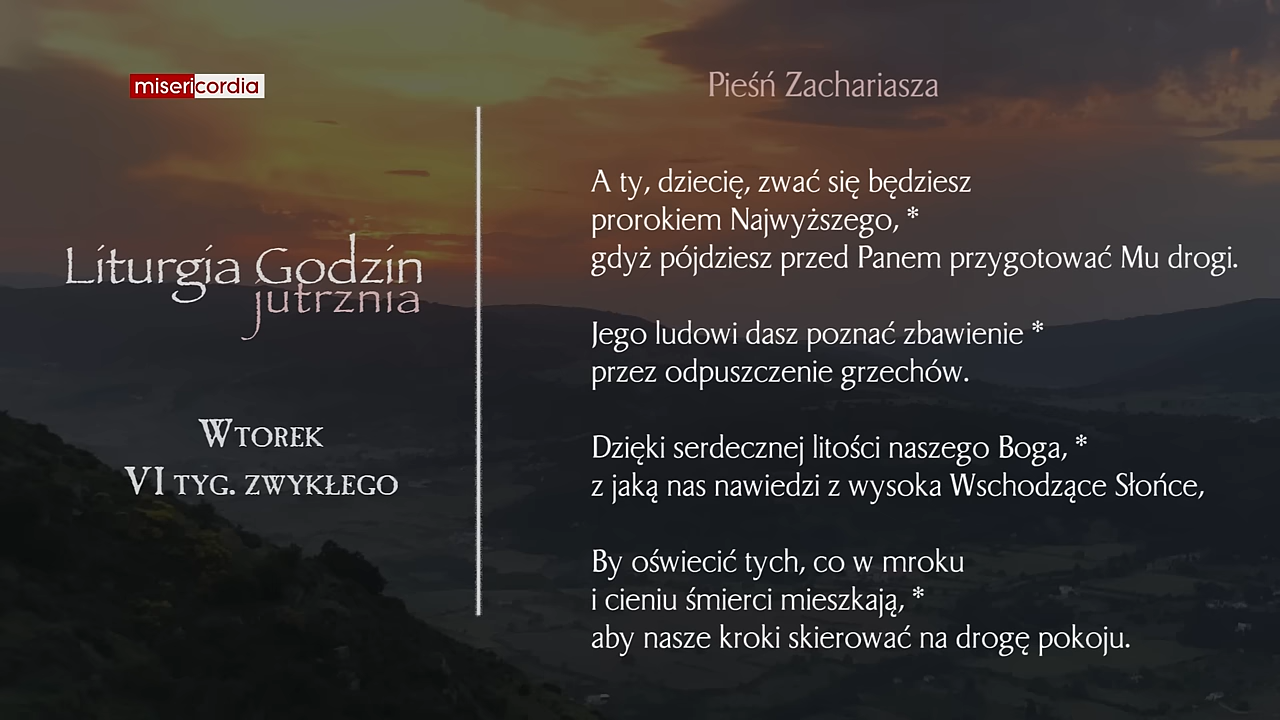 misericordia
Liturgia Godzin
jutrznia
Wtorek
VI tyg. zwykłego
Pieśń Zachariasza
A ty, dziecię, zwać się będziesz
prorokiem Najwyższego, *
gdyż pójdziesz przed Panem przygotować Mu drogi.
Jego ludowi dasz poznać zbawienie *
przez odpuszczenie grzechów.
Dzięki serdecznej litości naszego Boga, *
z jaką nas nawiedzi z wysoka Wschodzące Słońce,
By oświecić tych, co w mroku
i cieniu śmierci mieszkają, *
aby nasze kroki skierować na drogę pokoju.